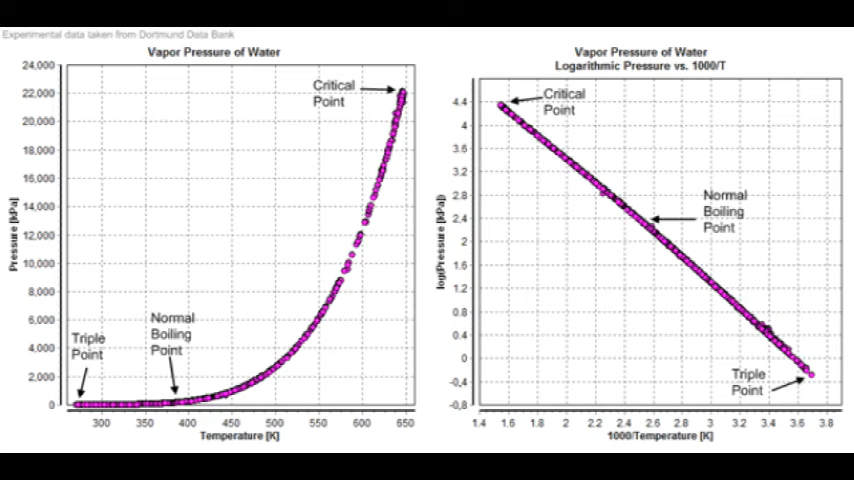 Experimental data taken from Dortmund Data Bank
Vapor Pressure of Water
24,000
22,000
20,000
18,000
16,000
14,000
12,000
10,000
8,000
6,000
4,000
2,000
0
Pressure [kPa]
Critical
Point
Normal
Boiling
Point
Triple
Point
300 350 400 450 500 550 600 650
Temperature [K]
Vapor Pressure of Water
Logarithmic Pressure vs. 1000/T
4.4
4
3.6
3.2
2.8
2.4
2
1.6
1.2
0.8
0.4
0
-0,4
-0,8
log(Pressure [kPa])
Critical
Point
Normal
Boiling
Point
Triple
Point
1.4 1.6 1.8 2 2.2 2.4 2.6 2.8 3 3.2 3.4 3.6 3.8
1000/Temperature [K]